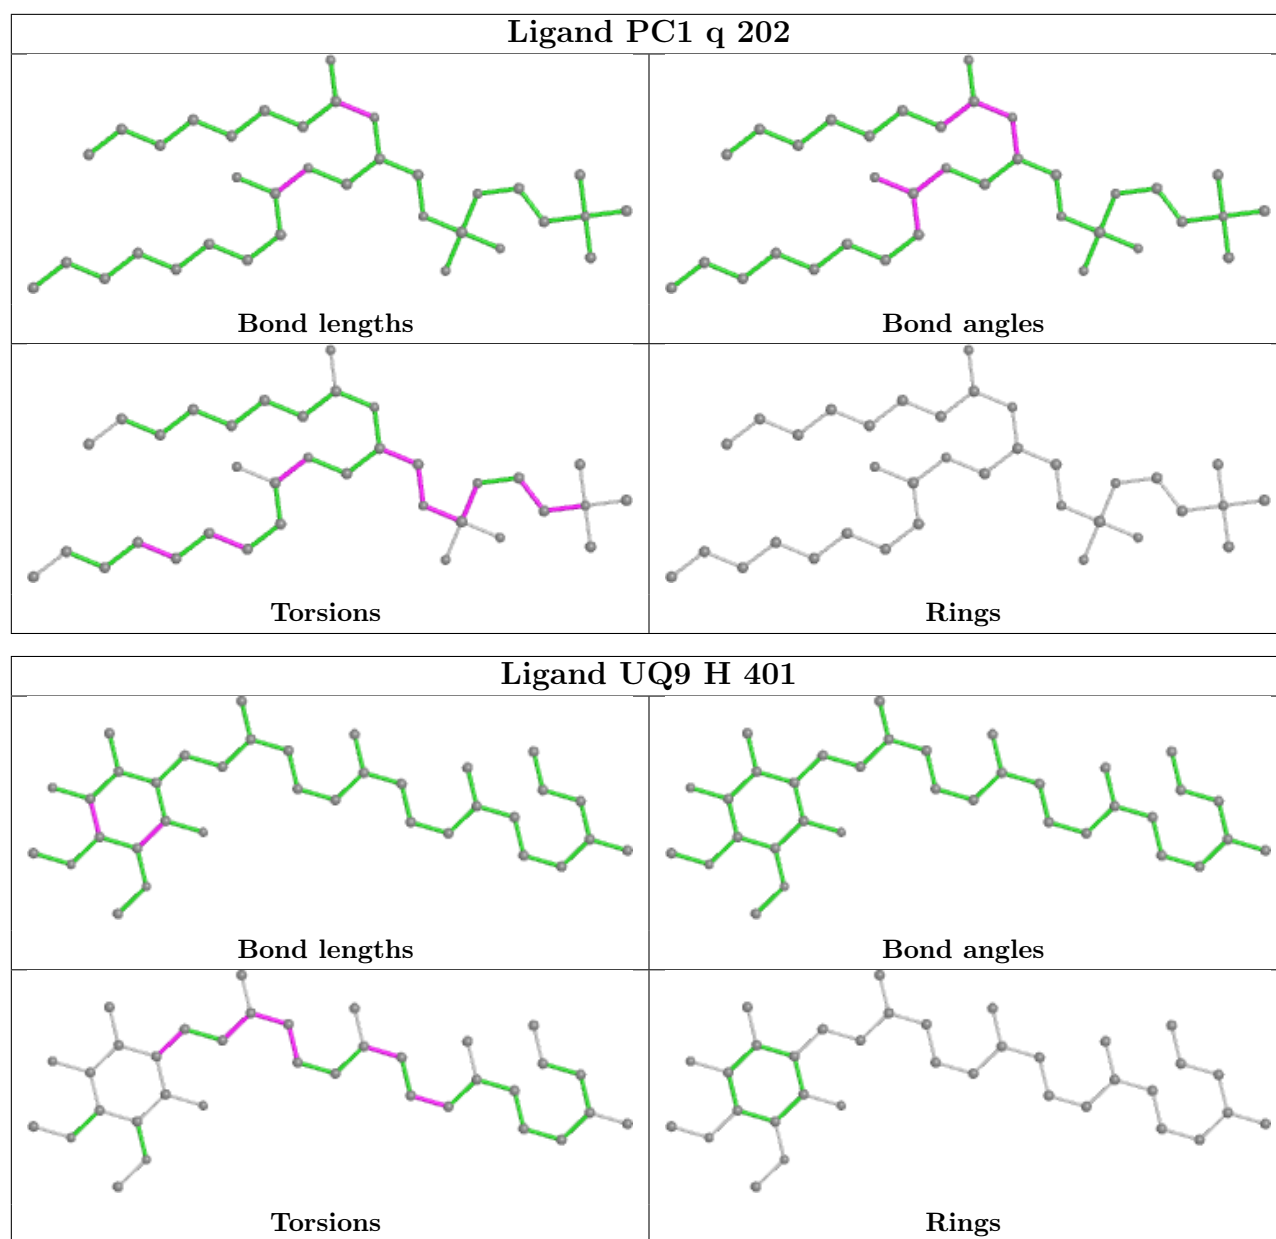 Ligand PC1 q 202
Bond lengths
Bond angles
Torsions
Rings
Ligand UQ9 H 401
Bond lengths
Bond angles
Torsions
Rings